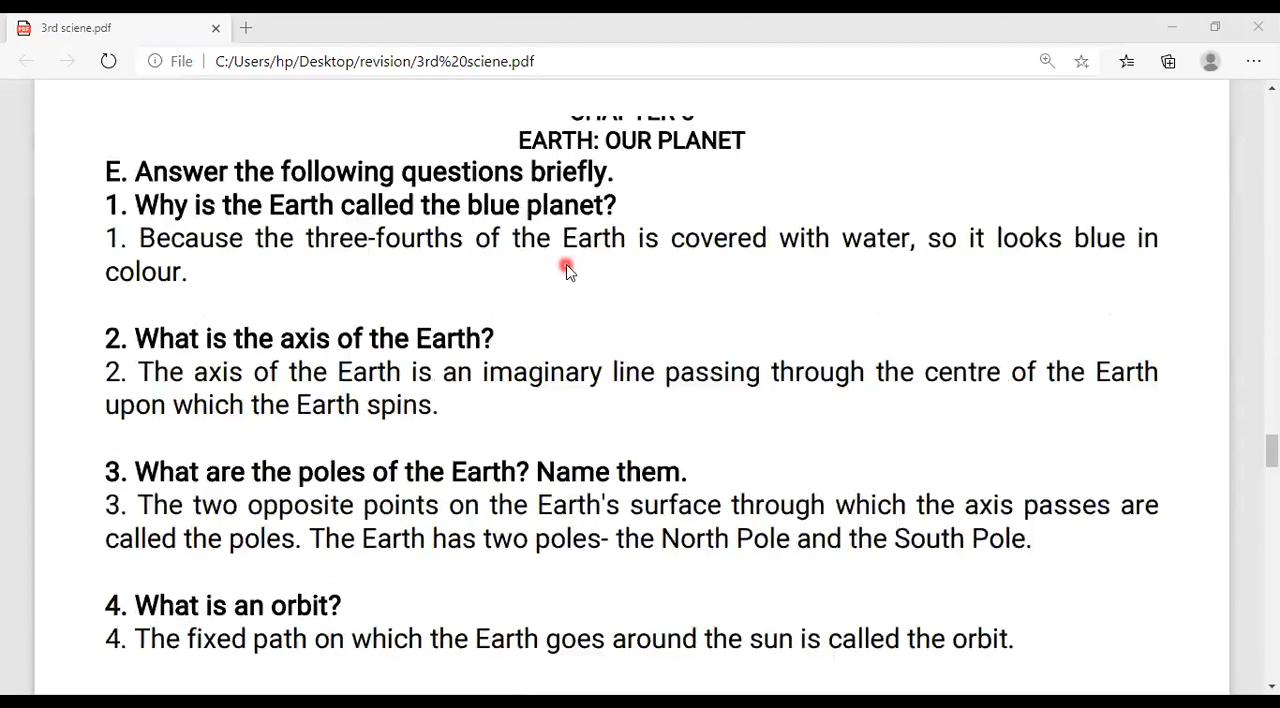 3rd sciene.pdf
File
C:/Users/hp/Desktop/revision/3rd%20sciene.pdf
EARTH: OUR PLANET
E. Answer the following questions briefly.
1. Why is the Earth called the blue planet?
1. Because the three-fourths of the Earth is covered with water, so it looks blue in
colour.
2. What is the axis of the Earth?
2. The axis of the Earth is an imaginary line passing through the centre of the Earth
upon which the Earth spins.
3. What are the poles of the Earth? Name them.
3. The two opposite points on the Earth's surface through which the axis passes are
called the poles. The Earth has two poles- the North Pole and the South Pole.
4. What is an orbit?
4. The fixed path on which the Earth goes around the sun is called the orbit.